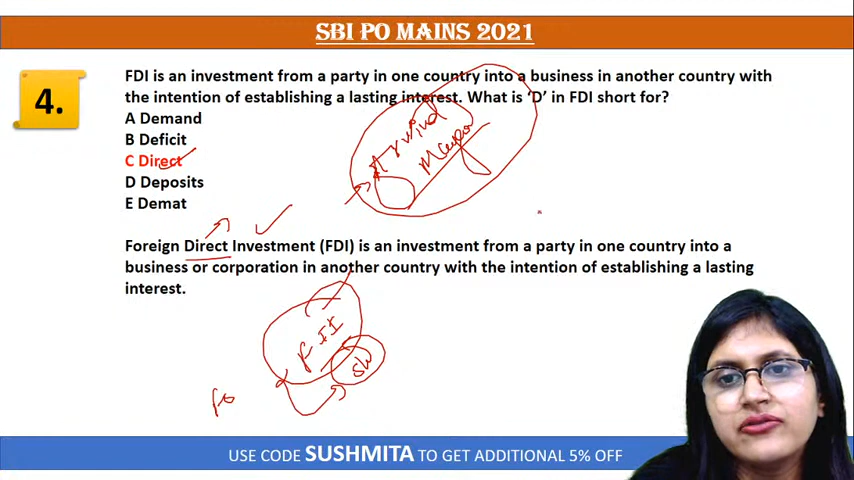 SBI PO MAINS 2021
4.
FDI is an investment from a party in one country into a business in another country with
the intention of establishing a lasting interest. What is ‘D’ in FDI short for?
A Demand
B Deficit
C Direct
D Deposits
E Demat
Arvind
Foreign Direct Investment (FDI) is an investment from a party in one country into a
business or corporation in another country with the intention of establishing a lasting
interest.
FII
USE CODE SUSHMITA TO GET ADDITIONAL 5% OFF